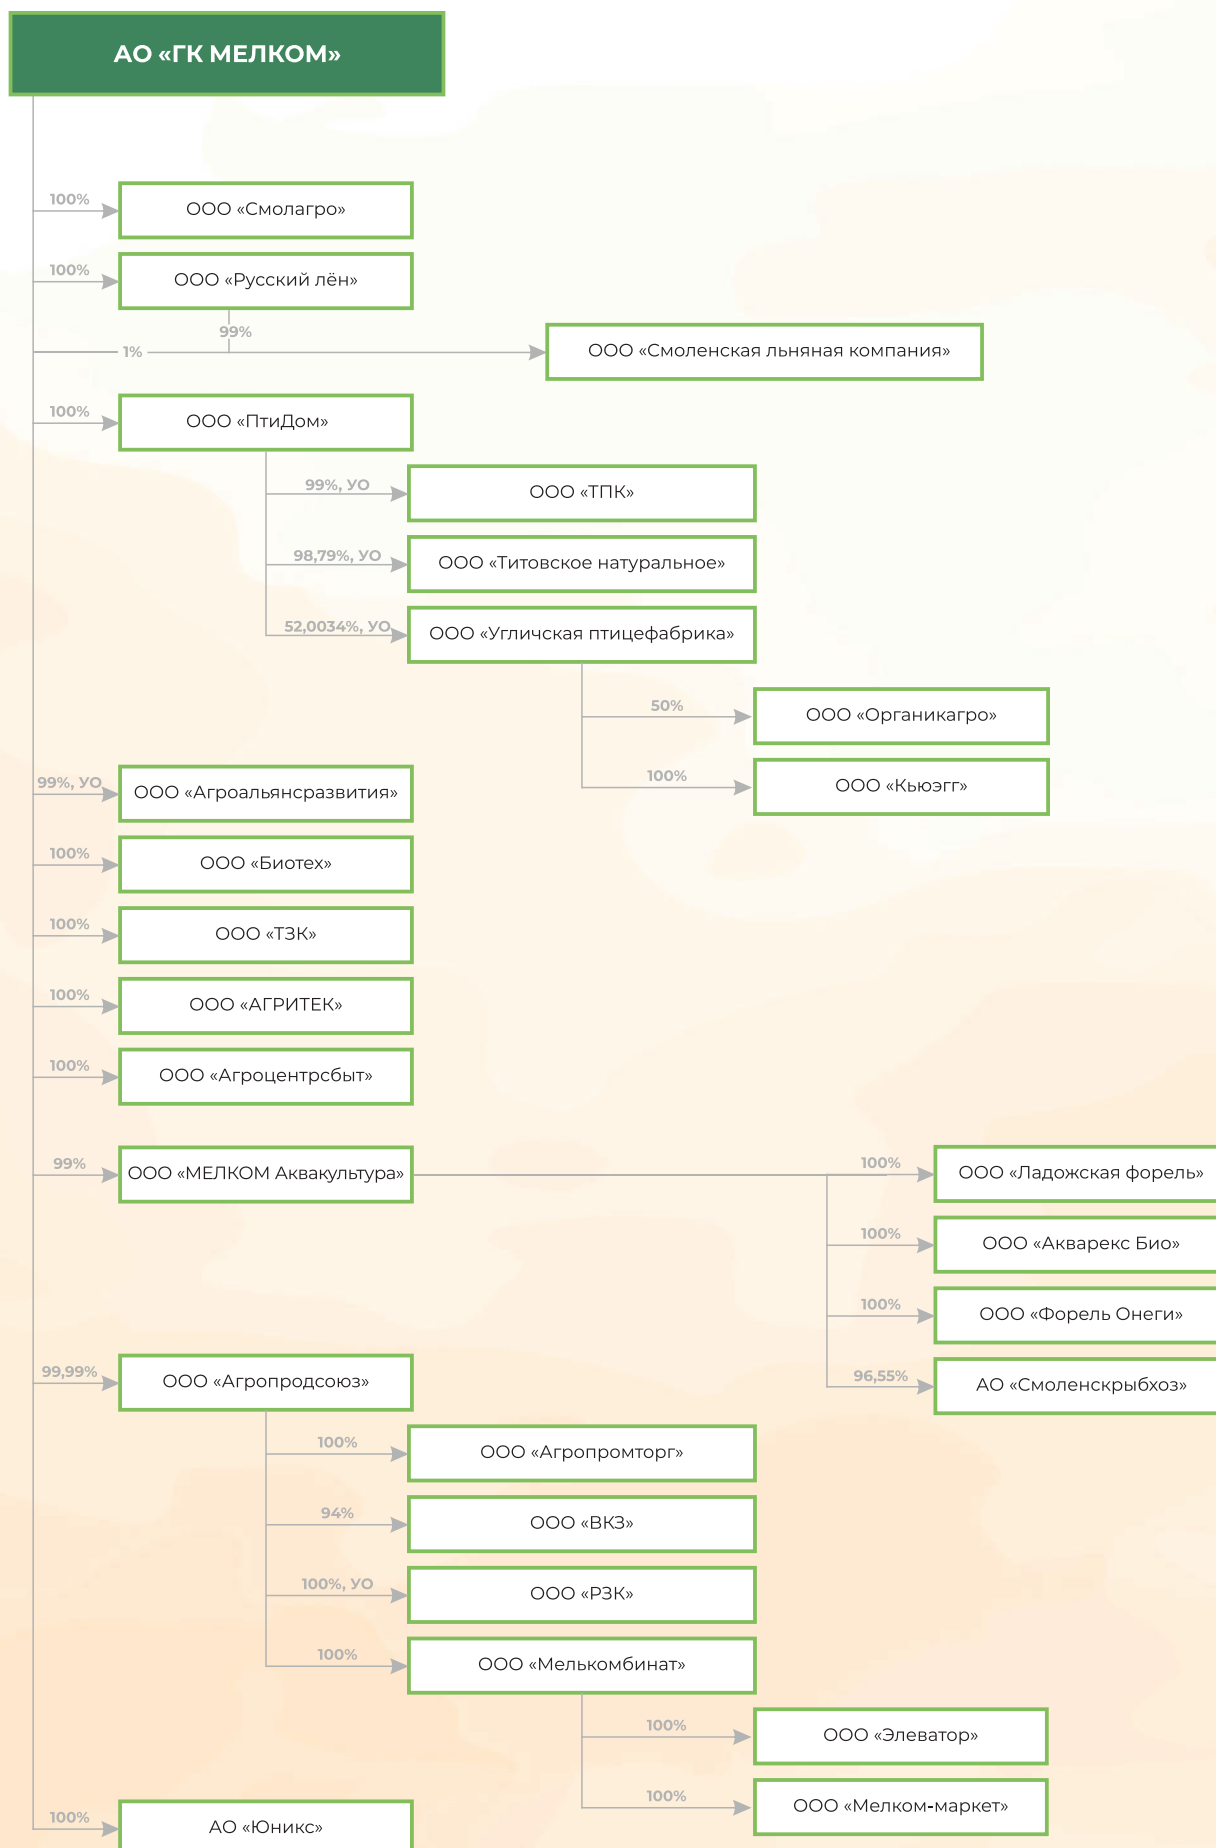 АО «ГК МЕЛКОМ»
100%
ООО «Смолагро»
100%
ООО «Русский лён»
99%
1%
ООО «Смоленская льняная компания»
100%
ООО «ПтиДом»
99%, УО
ООО «ТПК»
98,79%, УО
ООО «Титовское натуральное»
52,0034%, УО
ООО «Угличская птицефабрика»
50%
ООО «Органикагро»
100%
ООО «Кьюэгг»
99%, УО
ООО «Агроальянсразвития»
100%
ООО «Биотех»
100%
ООО «ТЗК»
100%
ООО «АГРИТЕК»
100%
ООО «Агроцентрсбыт»
99%
ООО «МЕЛКОМ Аквакультура»
100%
ООО «Ладожская форель»
100%
ООО «Акварекс Био»
100%
ООО «Форель Онеги»
96,55%
АО «Смоленскрыбхоз»
99,99%
ООО «Агропродсоюз»
100%
ООО «Агропромторг»
94%
ООО «ВКЗ»
100%, УО
ООО «РЗК»
100%
ООО «Мелькомбинат»
100%
ООО «Элеватор»
100%
ООО «Мелком-маркет»
100%
АО «Юникс»